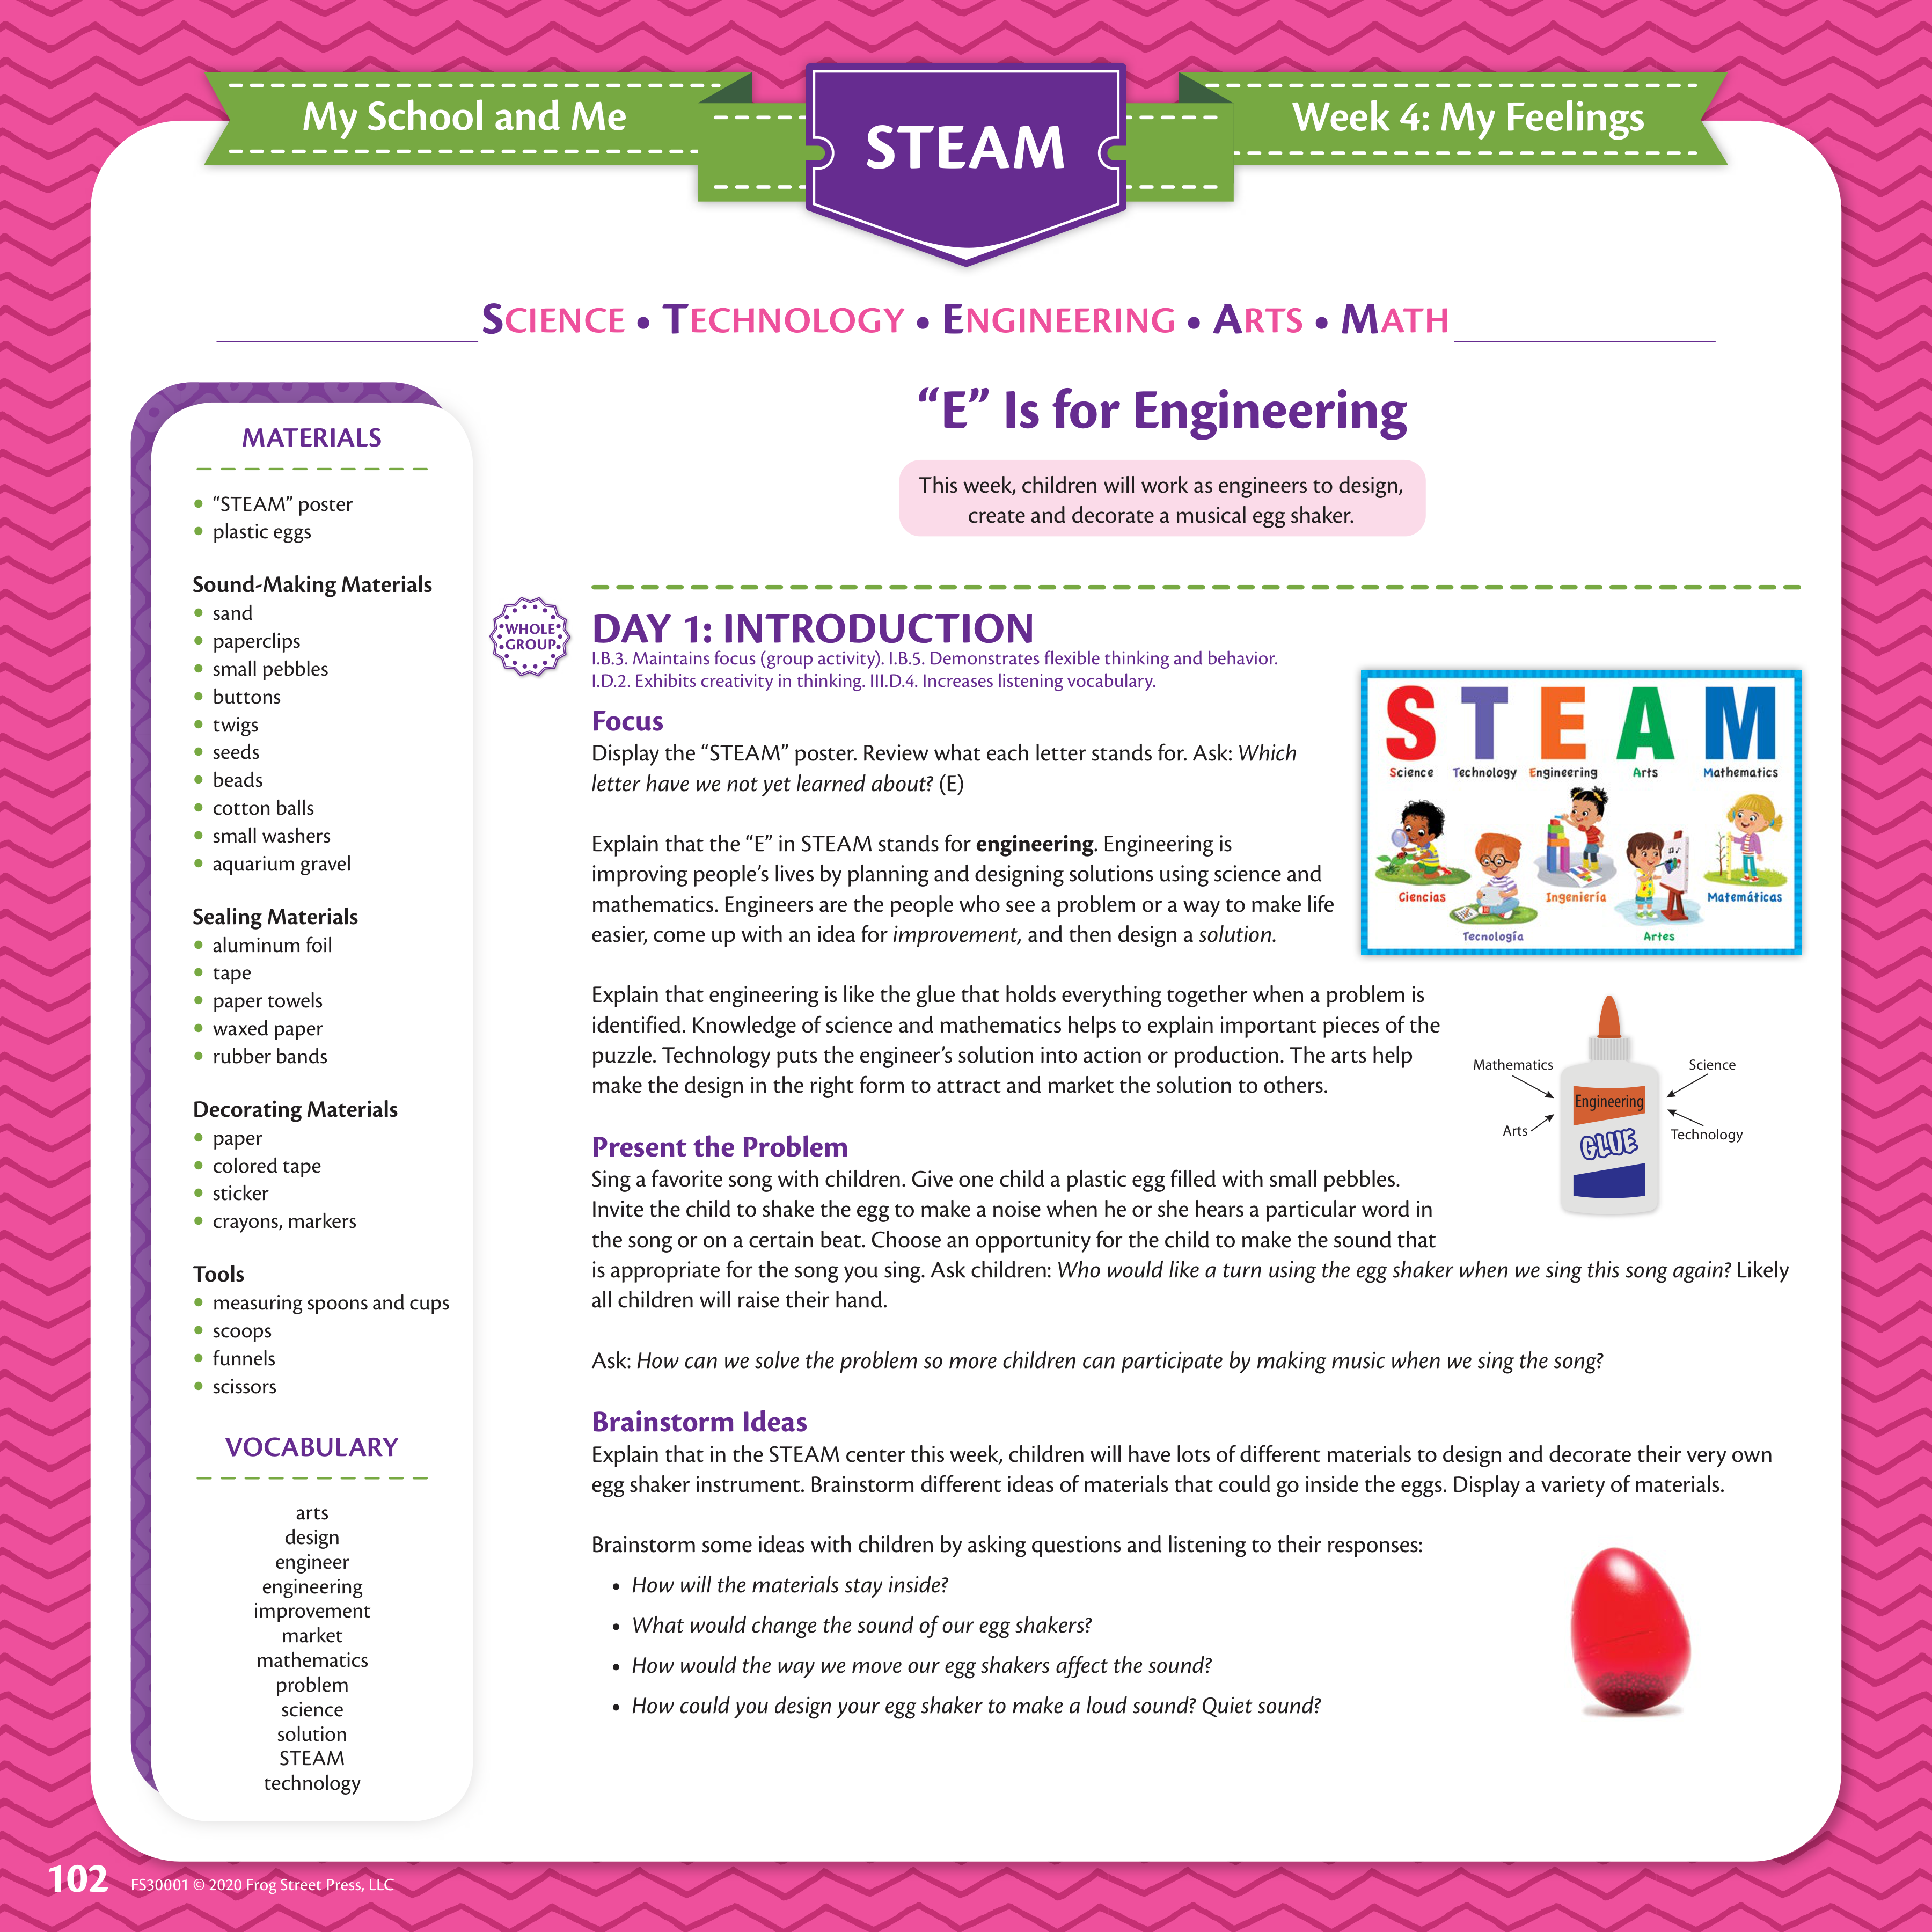 My School and Me
STEAM
Week 4: My Feelings
SCIENCE • TECHNOLOGY • ENGINEERING • ARTS • MATH
MATERIALS
• “STEAM” poster
• plastic eggs
Sound-Making Materials
• sand
• paperclips
• small pebbles
• buttons
• twigs
• seeds
• beads
• cotton balls
• small washers
• aquarium gravel
Sealing Materials
• aluminum foil
• tape
• paper towels
• waxed paper
• rubber bands
Decorating Materials
• paper
• colored tape
• sticker
• crayons, markers
Tools
• measuring spoons and cups
• scoops
• funnels
• scissors
VOCABULARY
arts
design
engineer
engineering
improvement
market
mathematics
problem
science
solution
STEAM
technology
“E” Is for Engineering
This week, children will work as engineers to design,
create and decorate a musical egg shaker.
WHOLE
GROUP
DAY 1: INTRODUCTION
I.B.3. Maintains focus (group activity). I.B.5. Demonstrates flexible thinking and behavior.
I.D.2. Exhibits creativity in thinking. III.D.4. Increases listening vocabulary.
Focus
Display the “STEAM” poster. Review what each letter stands for. Ask: Which
letter have we not yet learned about? (E)
Explain that the “E” in STEAM stands for engineering. Engineering is
improving people’s lives by planning and designing solutions using science and
mathematics. Engineers are the people who see a problem or a way to make life
easier, come up with an idea for improvement, and then design a solution.
STEAM
Science Technology Engineering Arts Mathematics
Ciencias Ingeniería Matemáticas
Tecnología Artes
Explain that engineering is like the glue that holds everything together when a problem is
identified. Knowledge of science and mathematics helps to explain important pieces of the
puzzle. Technology puts the engineer’s solution into action or production. The arts help
make the design in the right form to attract and market the solution to others.
Mathematics
Science
Engineering
GLUE
Arts
Technology
Present the Problem
Sing a favorite song with children. Give one child a plastic egg filled with small pebbles.
Invite the child to shake the egg to make a noise when he or she hears a particular word in
the song or on a certain beat. Choose an opportunity for the child to make the sound that
is appropriate for the song you sing. Ask children: Who would like a turn using the egg shaker when we sing this song again? Likely
all children will raise their hand.
Ask: How can we solve the problem so more children can participate by making music when we sing the song?
Brainstorm Ideas
Explain that in the STEAM center this week, children will have lots of different materials to design and decorate their very own
egg shaker instrument. Brainstorm different ideas of materials that could go inside the eggs. Display a variety of materials.
Brainstorm some ideas with children by asking questions and listening to their responses:
• How will the materials stay inside?
• What would change the sound of our egg shakers?
• How would the way we move our egg shakers affect the sound?
• How could you design your egg shaker to make a loud sound? Quiet sound?
102 FS30001 © 2020 Frog Street Press, LLC